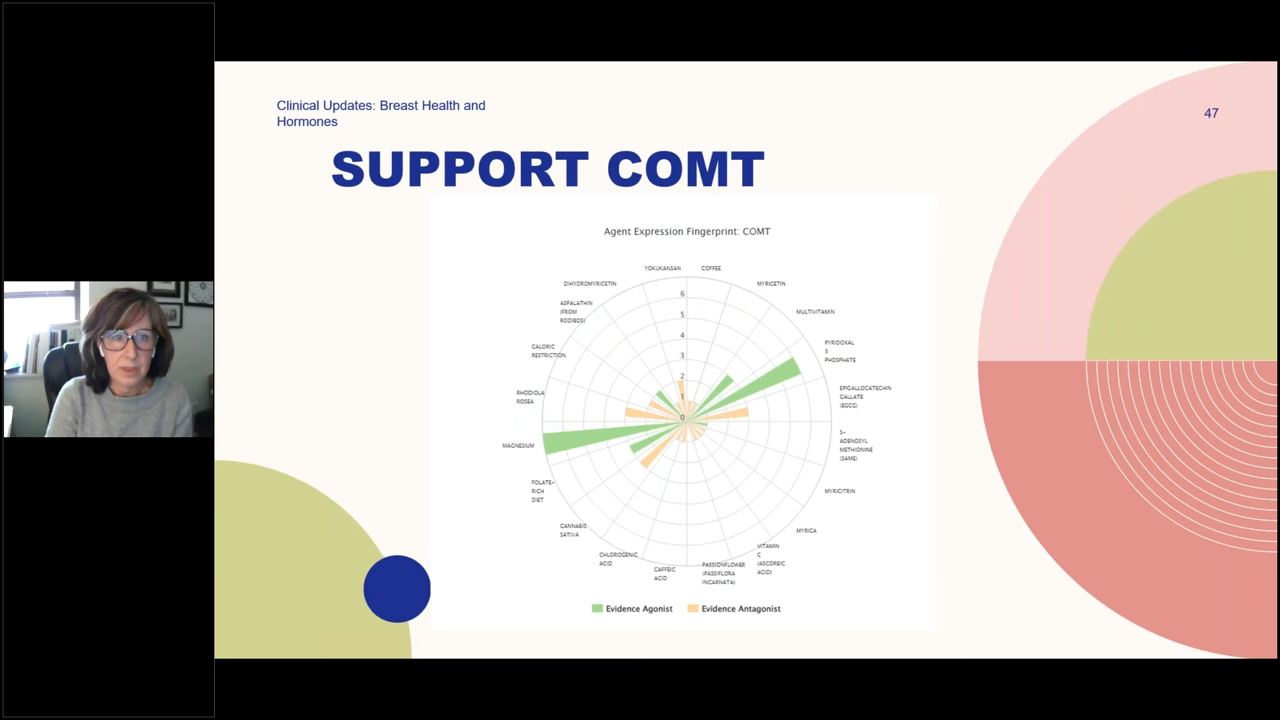 Clinical Updates: Breast Health and
Hormones
47
SUPPORT COMT
Agent Expression Fingerprint: COMT
YOKUKANSAN
COFFEE
DIHYDROMYRICETIN
MYRICETIN
ASPALATHIN
(FROM
ROOIBOS)
MULTIVITAMIN
CALORIC
RESTRICTION
PYRIDOXAL
5
PHOSPHATE
RHODIOLA
ROSEA
EPIGALLOCATECHIN
GALLATE
(EGCG)
MAGNESIUM
S-
ADENOSYL
METHIONINE
(SAME)
FOLATE-
RICH
DIET
MYRICITRIN
CANNABIS
SATIVA
MYRICA
CHLOROGENIC
ACID
CAFFEIC
ACID
PASSIONFLOWER
(PASSIFLORA
INCARNATA)
VITAMIN
C
(ASCORBIC
ACID)
6
5
4
3
2
1
0
Evidence Agonist
Evidence Antagonist